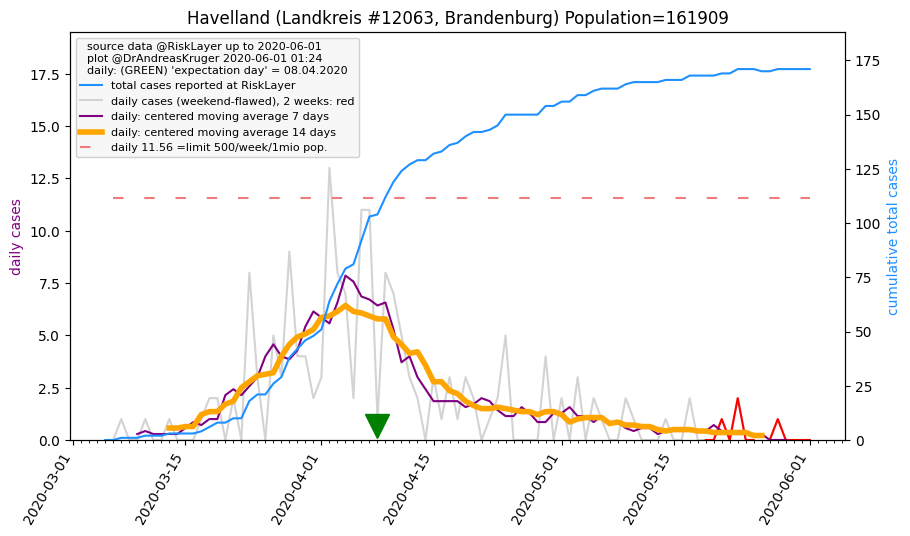 Havelland (Landkreis #12063, Brandenburg) Population=161909
source data @RiskLayer up to 2020-06-01
plot @DrAndreasKruger 2020-06-01 01:24
daily: (GREEN) 'expectation day' = 08.04.2020
total cases reported at RiskLayer
daily cases (weekend-flawed), 2 weeks: red
daily: centered moving average 7 days
daily: centered moving average 14 days
daily 11.56 =limit 500/week/1mio pop.
daily cases
17.5
15.0
12.5
10.0
7.5
5.0
2.5
0.0
cumulative total cases
175
150
125
100
75
50
25
0
2020-03-01
2020-03-15
2020-04-01
2020-04-15
2020-05-01
2020-05-15
2020-06-01